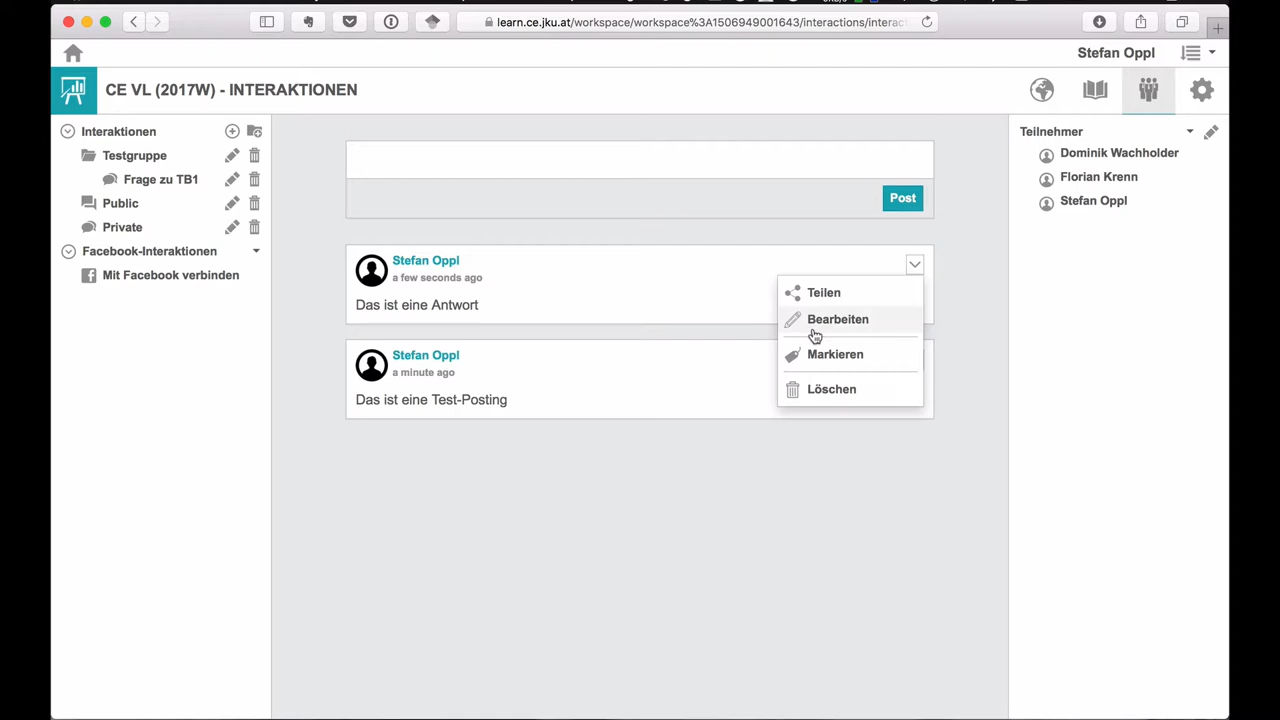 learn.ce.jku.at/workspace/workspace%3A1506949001643/interactions/interac
Stefan Oppl
CE VL (2017W) - INTERAKTIONEN
Interaktionen
Testgruppe
Frage zu TB1
Public
Private
Facebook-Interaktionen
Mit Facebook verbinden
Post
Stefan Oppl
a few seconds ago
Das ist eine Antwort
Stefan Oppl
a minute ago
Das ist eine Test-Posting
Teilen
Bearbeiten
Markieren
Löschen
Teilnehmer
Dominik Wachholder
Florian Krenn
Stefan Oppl